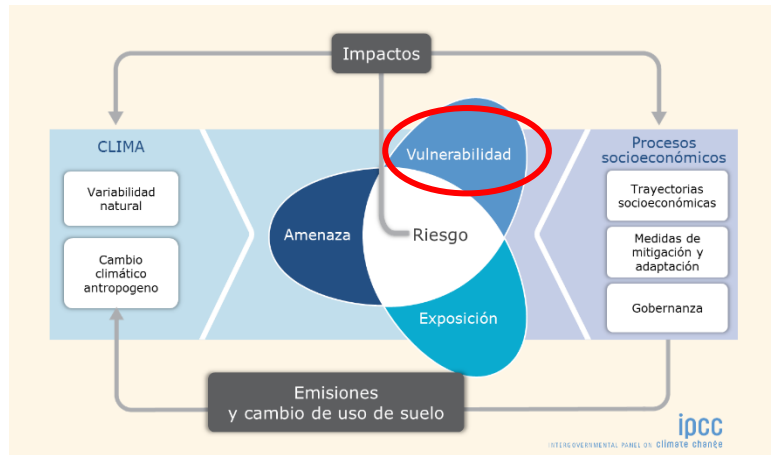 Impactos
CLIMA
Variabilidad
natural
Cambio
climático
antropogeno
Vulnerabilidad
Amenaza
Riesgo
Exposición
Procesos
socioeconómicos
Trayectorias
socioeconómicas
Medidas de
mitigación y
adaptación
Gobernanza
Emisiones
y cambio de uso de suelo
ipcc
INTERGOVERNMENTAL PANEL ON climate change